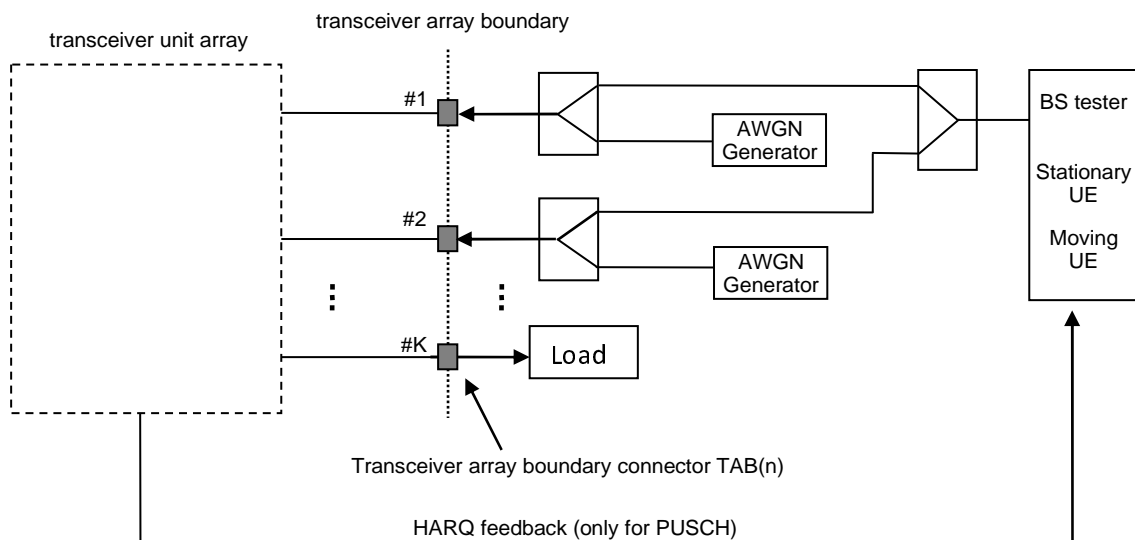 transceiver array boundary
transceiver unit array
#1
AWGN
Generator
BS tester
Stationary
UE
Moving
UE
#2
AWGN
Generator
#K
Load
Transceiver array boundary connector TAB(n)
HARQ feedback (only for PUSCH)